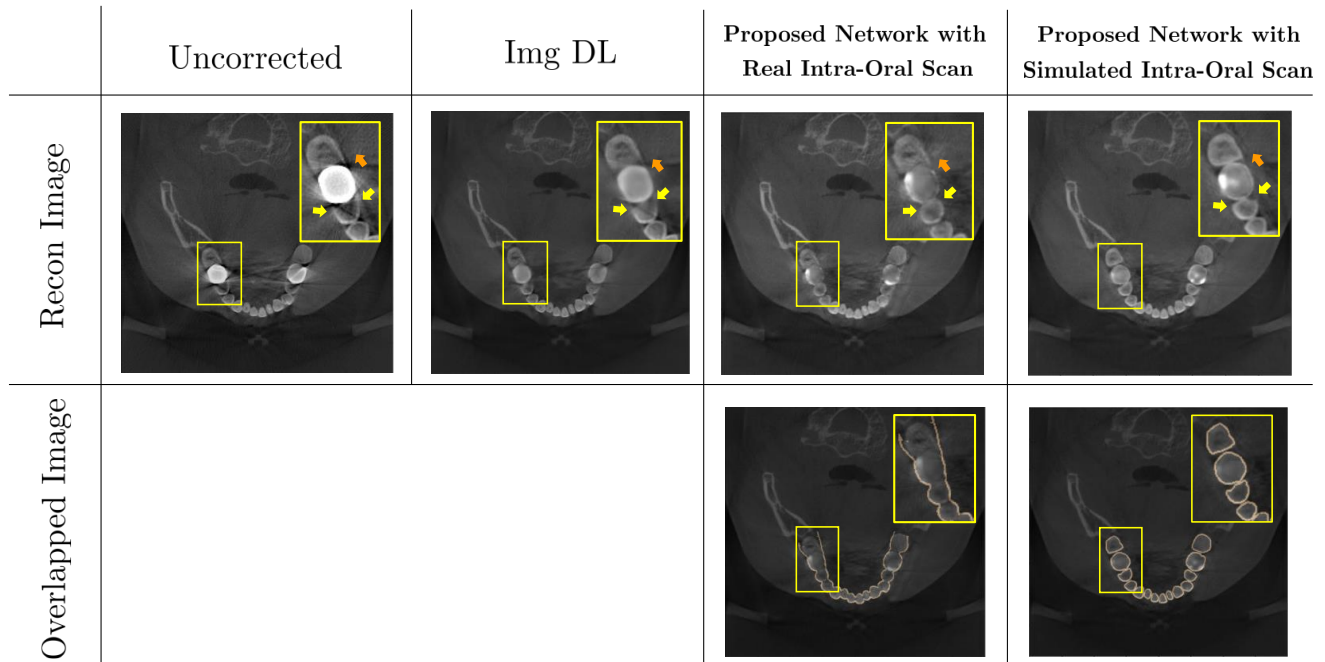 Uncorrected
Img DL
Proposed Network with
Real Intra-Oral Scan
Proposed Network with
Simulated Intra-Oral Scan
Recon Image
Overlapped Image